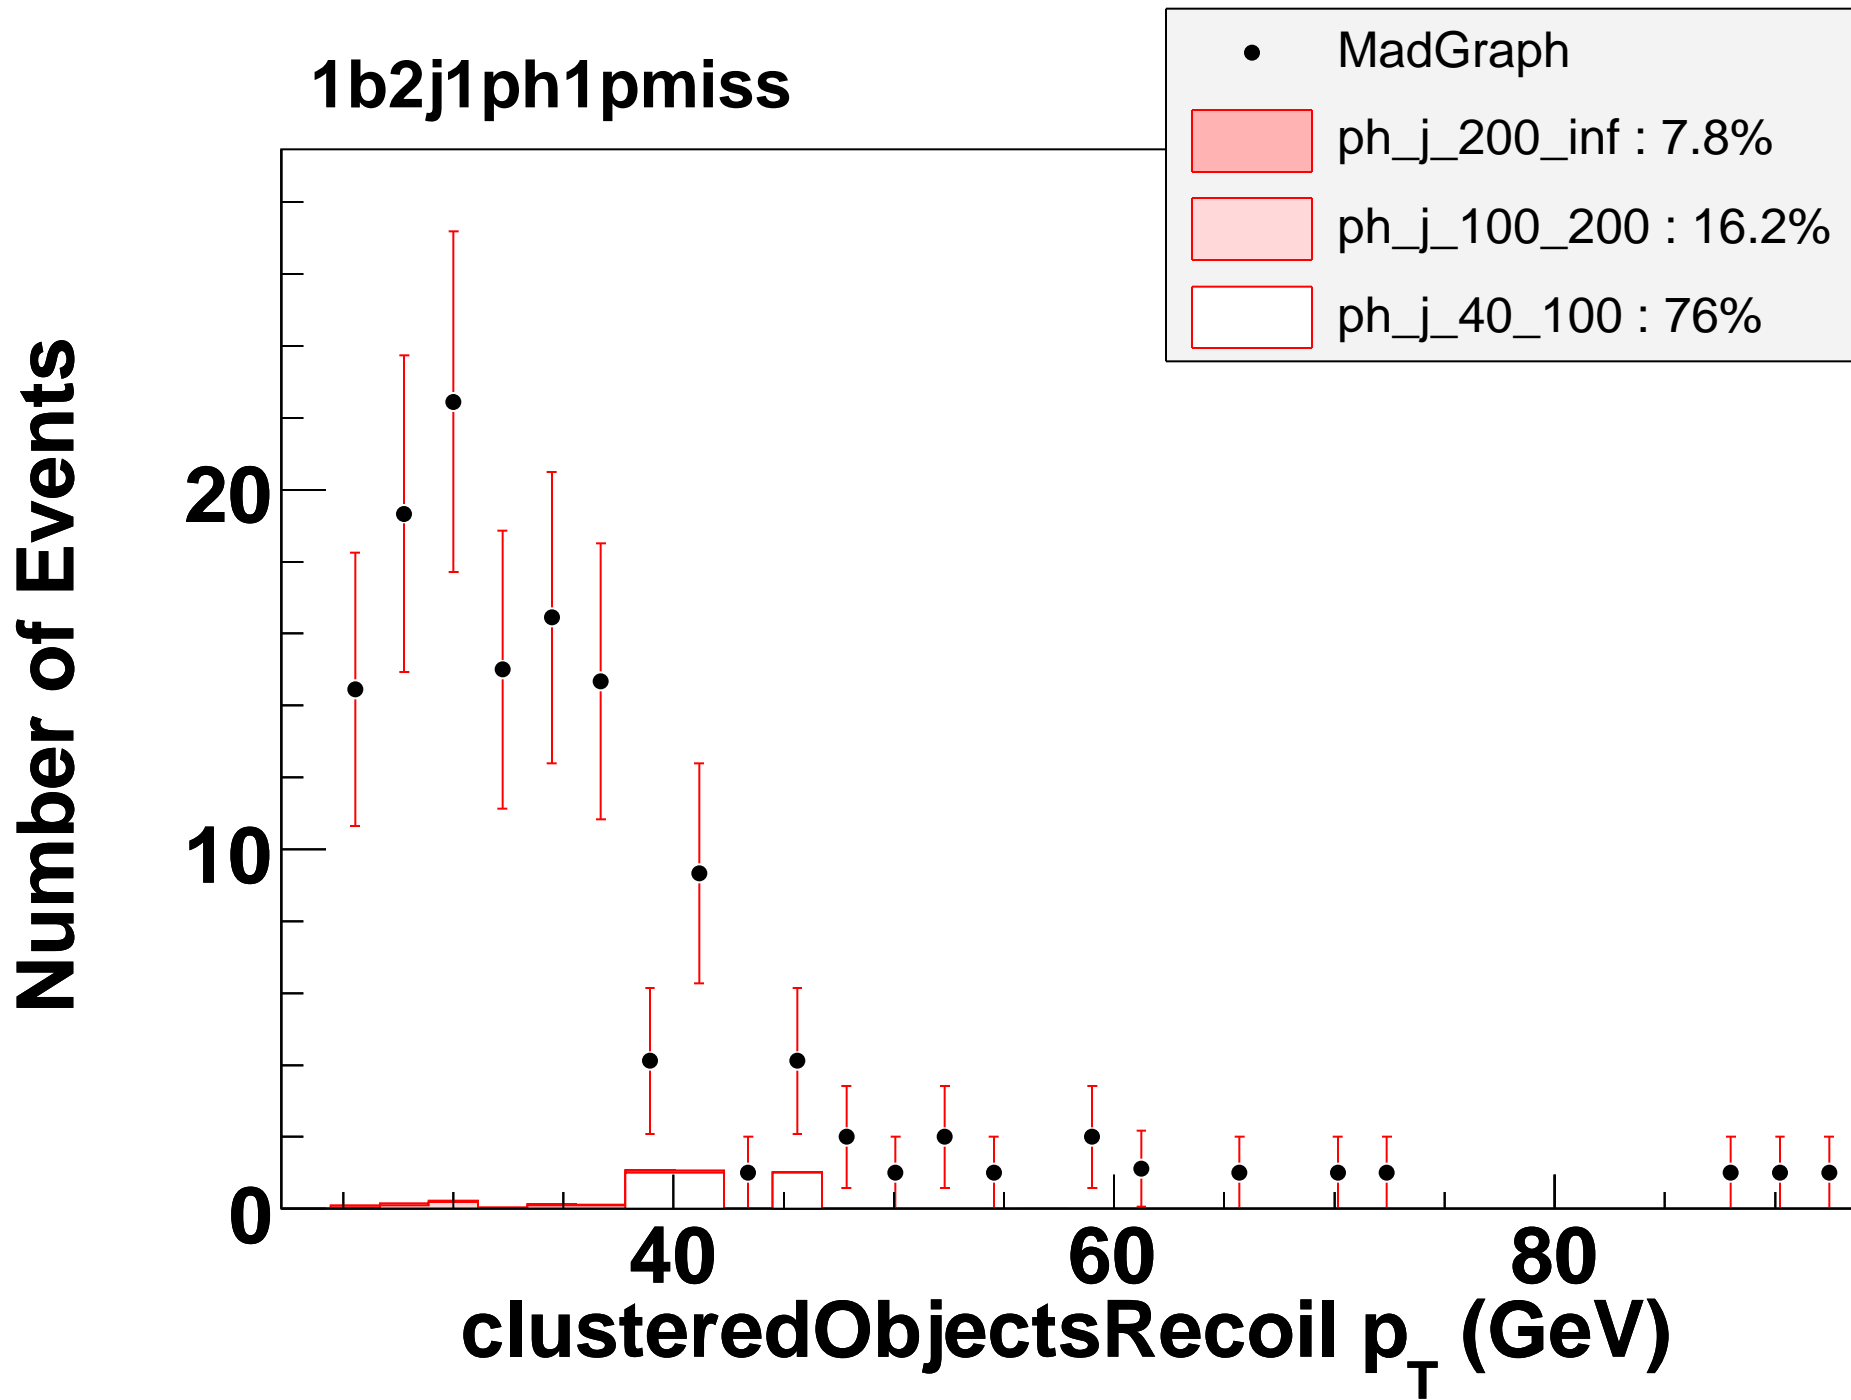 1b2j1ph1pmiss
MadGraph
ph_j_200_inf : 7.8%
ph_j_100_200 : 16.2%
ph_j_40_100 : 76%
Number of Events
20
10
0
40 60 80
clusteredObjectsRecoil p_T (GeV)